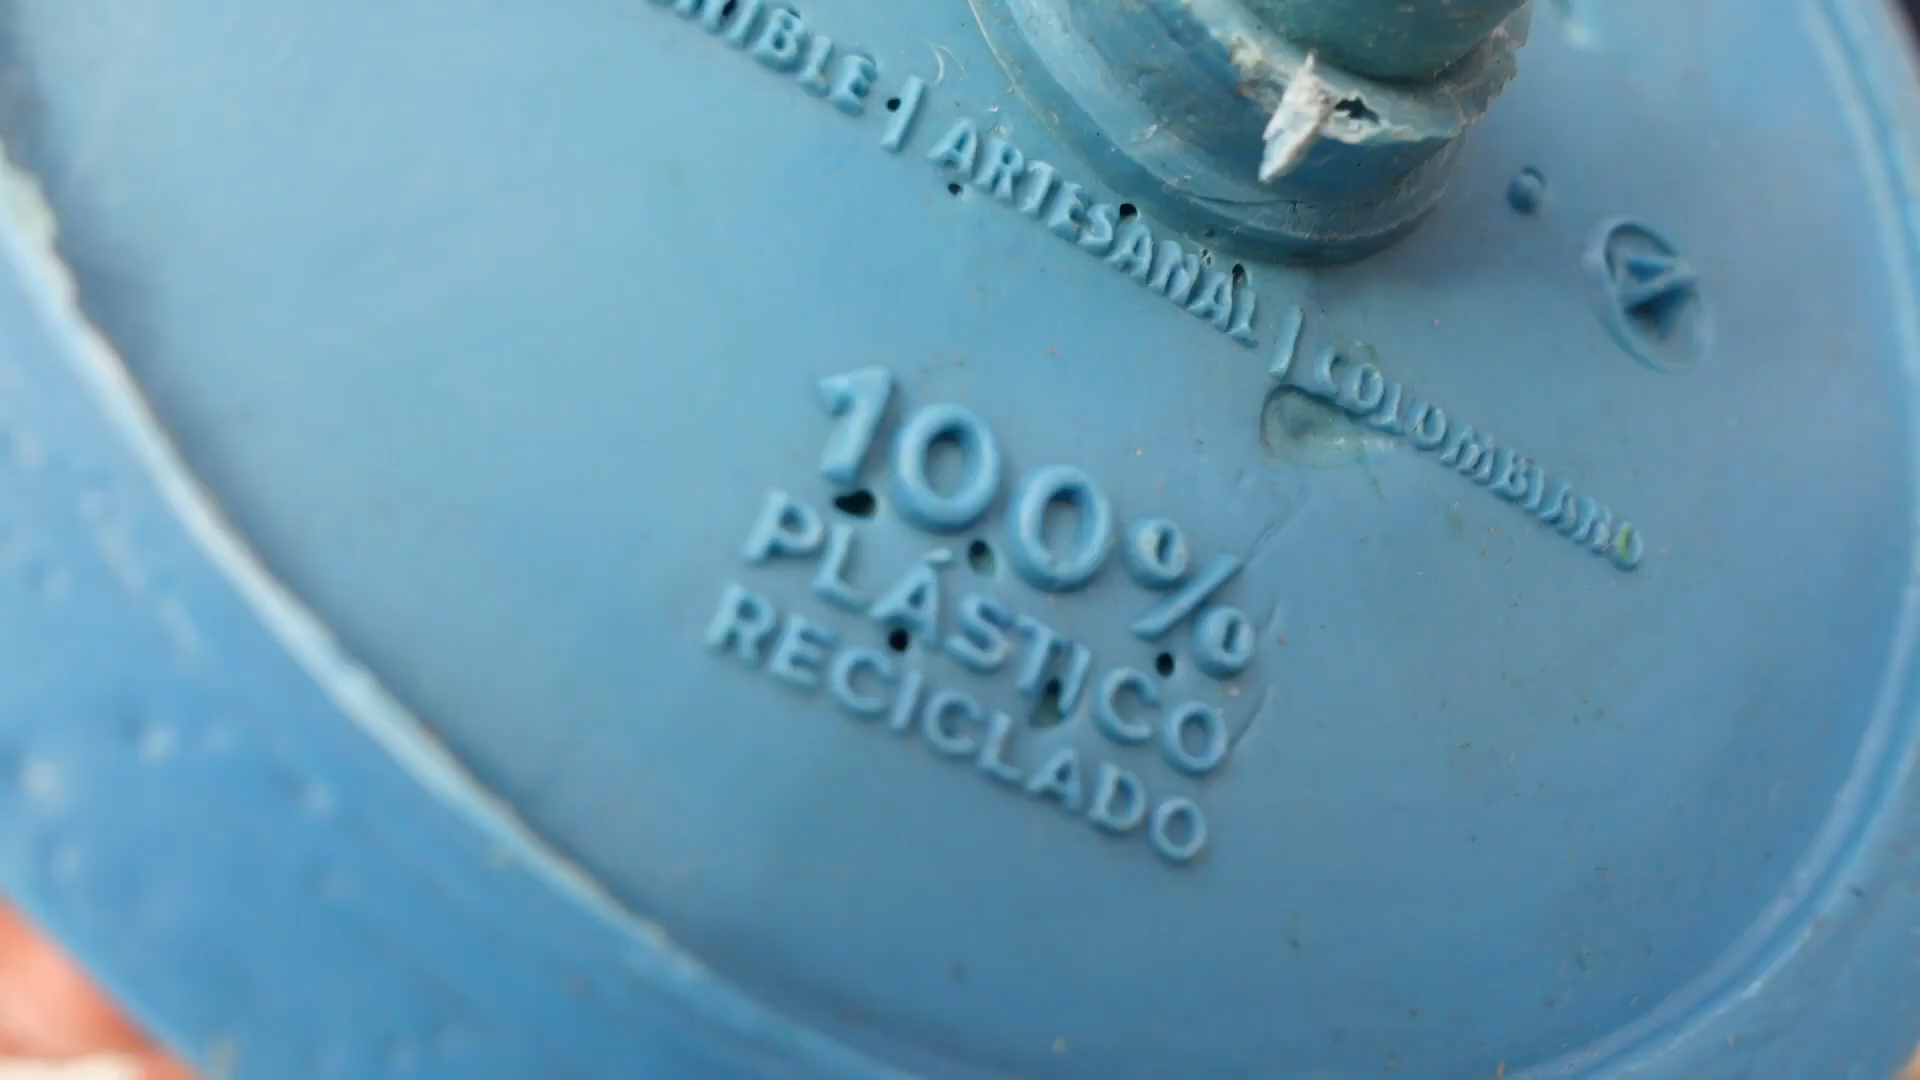 | ARTESANAL | COLOMBIANO
100%
PLÁSTICO
RECICLADO